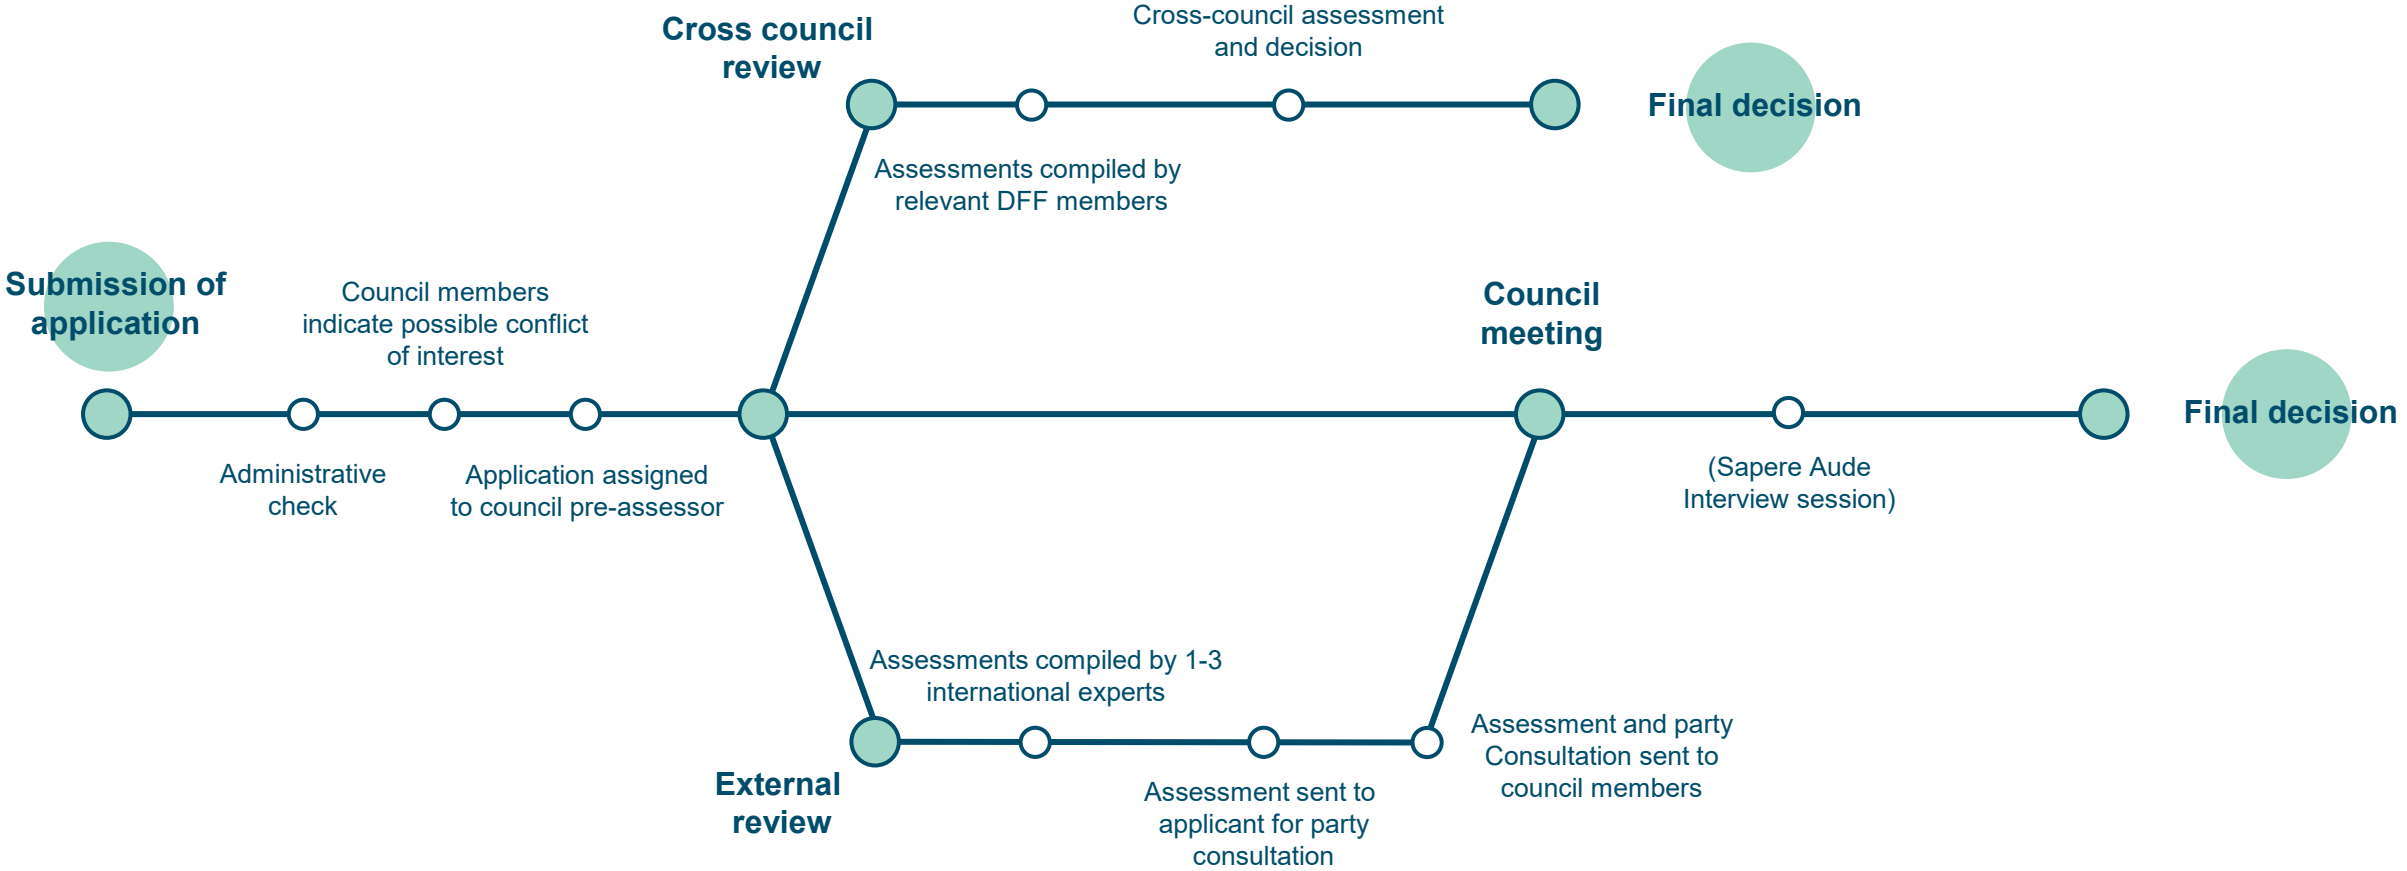 Cross council
review
Cross-council assessment
and decision
Final decision
Assessments compiled by
relevant DFF members
Submission of
application
Council members
indicate possible conflict
of interest
Council
meeting
Final decision
Administrative
check
Application assigned
to council pre-assessor
(Sapere Aude
Interview session)
Assessments compiled by 1-3
international experts
Assessment and party
Consultation sent to
council members
External
review
Assessment sent to
applicant for party
consultation